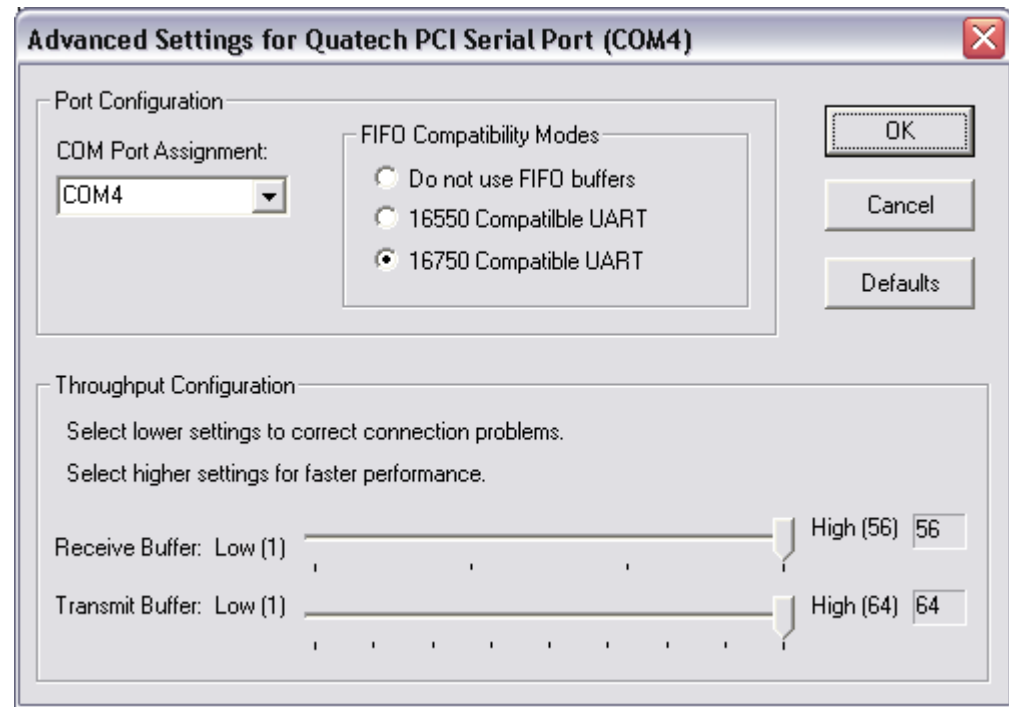 Advanced Settings for Quatech PCI Serial Port (COM4)
Port Configuration
COM Port Assignment:
COM4
FIFO Compatibility Modes
Do not use FIFO buffers
16550 Compatilble UART
16750 Compatible UART
OK
Cancel
Defaults
Throughput Configuration
Select lower settings to correct connection problems.
Select higher settings for faster performance.
Receive Buffer: Low (1) High (56) 56
Transmit Buffer: Low (1) High (64) 64